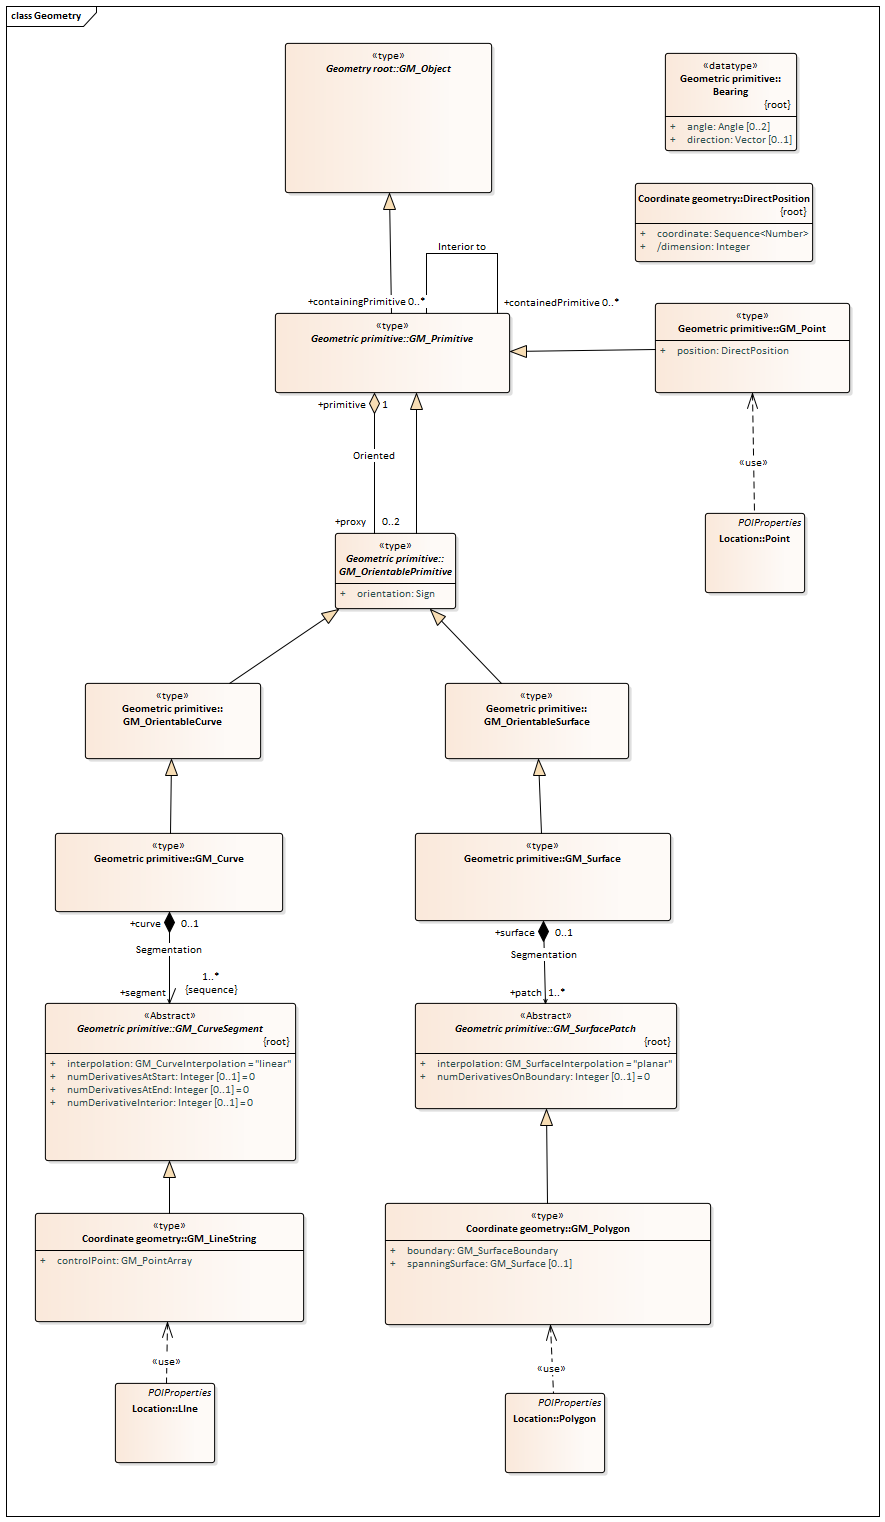 class Geometry
«type»
Geometry root::GM_Object
«datatype»
Geometric primitive::
Bearing
{root}
+ angle: Angle [0..2]
+ direction: Vector [0..1]
Coordinate geometry::DirectPosition
{root}
+ coordinate: Sequence<Number>
+ /dimension: Integer
Interior to
+containingPrimitive 0..*
+containedPrimitive 0..*
«type»
Geometric primitive::GM_Primitive
«type»
Geometric primitive::GM_Point
+ position: DirectPosition
+primitive 1
Oriented
+proxy 0..2
«use»
«type»
Geometric primitive::
GM_OrientablePrimitive
+ orientation: Sign
POIProperties
Location::Point
«type»
Geometric primitive::
GM_OrientableCurve
«type»
Geometric primitive::
GM_OrientableSurface
«type»
Geometric primitive::GM_Curve
«type»
Geometric primitive::GM_Surface
+curve 0..1
Segmentation
+segment 1..*
{sequence}
+surface 0..1
Segmentation
+patch 1..*
«Abstract»
Geometric primitive::GM_CurveSegment
{root}
+ interpolation: GM_CurveInterpolation = "linear"
+ numDerivativesAtStart: Integer [0..1] = 0
+ numDerivativesAtEnd: Integer [0..1] = 0
+ numDerivativeInterior: Integer [0..1] = 0
«Abstract»
Geometric primitive::GM_SurfacePatch
{root}
+ interpolation: GM_SurfaceInterpolation = "planar"
+ numDerivativesOnBoundary: Integer [0..1] = 0
«type»
Coordinate geometry::GM_LineString
+ controlPoint: GM_PointArray
«type»
Coordinate geometry::GM_Polygon
+ boundary: GM_SurfaceBoundary
+ spanningSurface: GM_Surface [0..1]
«use»
«use»
POIProperties
Location::LIne
POIProperties
Location::Polygon